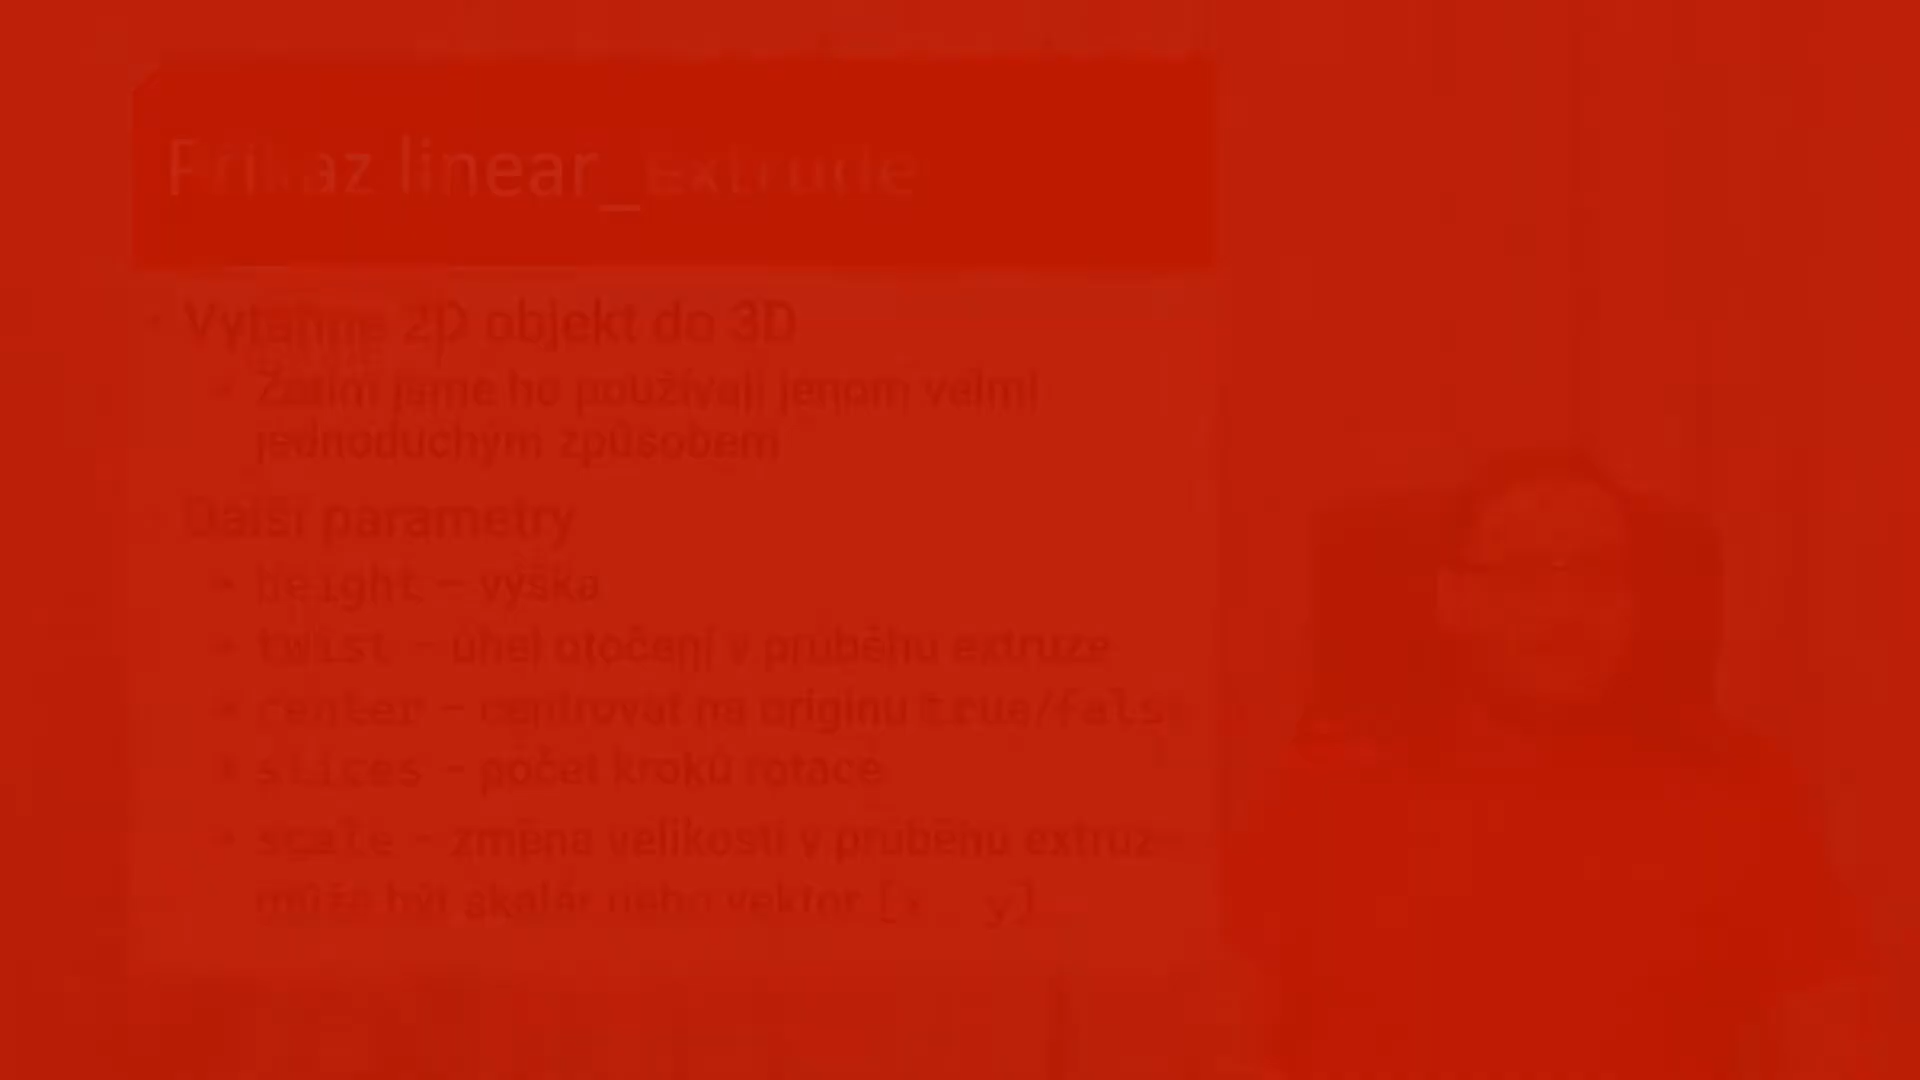 Příkaz linear_extrude
Vytáhne 2D objekt do 3D
Zatím jsme ho používali jenom velmi
jednoduchým způsobem
Další parametry
height – výška
twist – úhel otočení v průběhu extruze
center – centrovat na originu true/false
slices – počet kroků rotace
scale – změna velikosti v průběhu extruze
může být skalár nebo vektor [x, y]